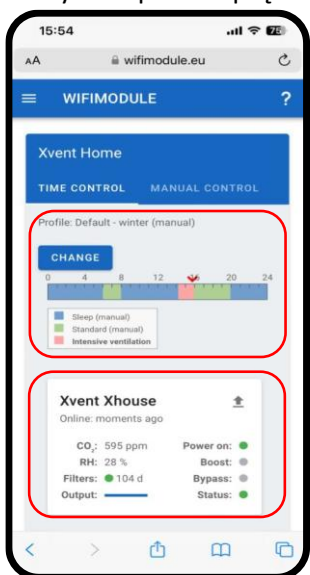 15:54
75
AA wifimodule.eu
WIFIMODULE ?
Xvent Home
TIME CONTROL MANUAL CONTROL
Profile: Default - winter (manual)
CHANGE
0 4 8 12 16 20 24
Sleep (manual)
Standard (manual)
Intensive ventilation
Xvent Xhouse
Online: moments ago
CO2: 595 ppm Power on:
RH: 28 % Boost:
Filters: 104 d Bypass:
Output: Status: